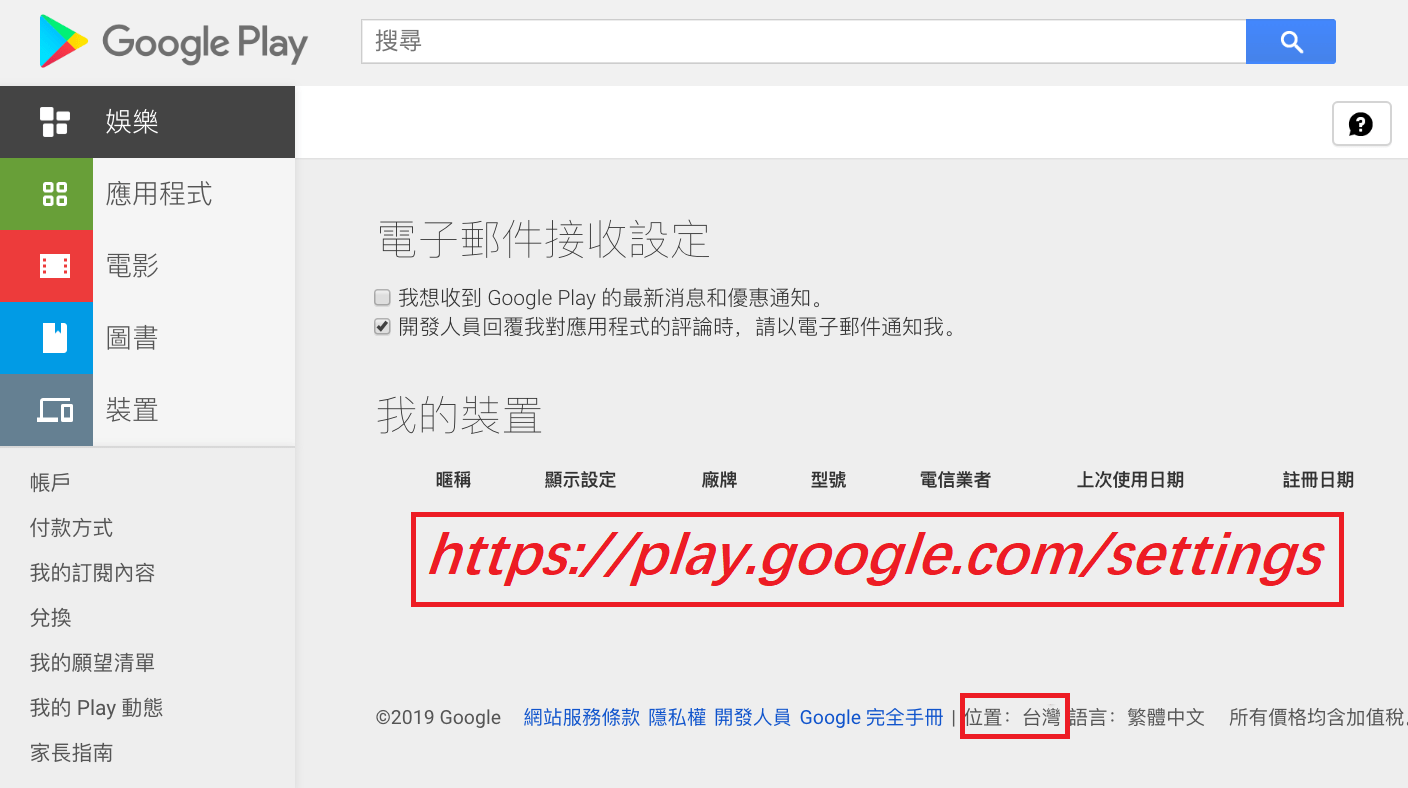 Google Play
搜尋
娛樂
應用程式
電影
圖書
裝置
帳戶
付款方式
我的訂閱內容
兌換
我的願望清單
我的 Play 動態
家長指南
電子郵件接收設定
我想收到 Google Play 的最新消息和優惠通知。
開發人員回覆我對應用程式的評論時，請以電子郵件通知我。
我的裝置
暱稱 顯示設定 廠牌 型號 電信業者 上次使用日期 註冊日期
https://play.google.com/settings
©2019 Google 網站服務條款 隱私權 開發人員 Google 完全手冊 | 位置：台灣 語言：繁體中文 所有價格均含加值稅。